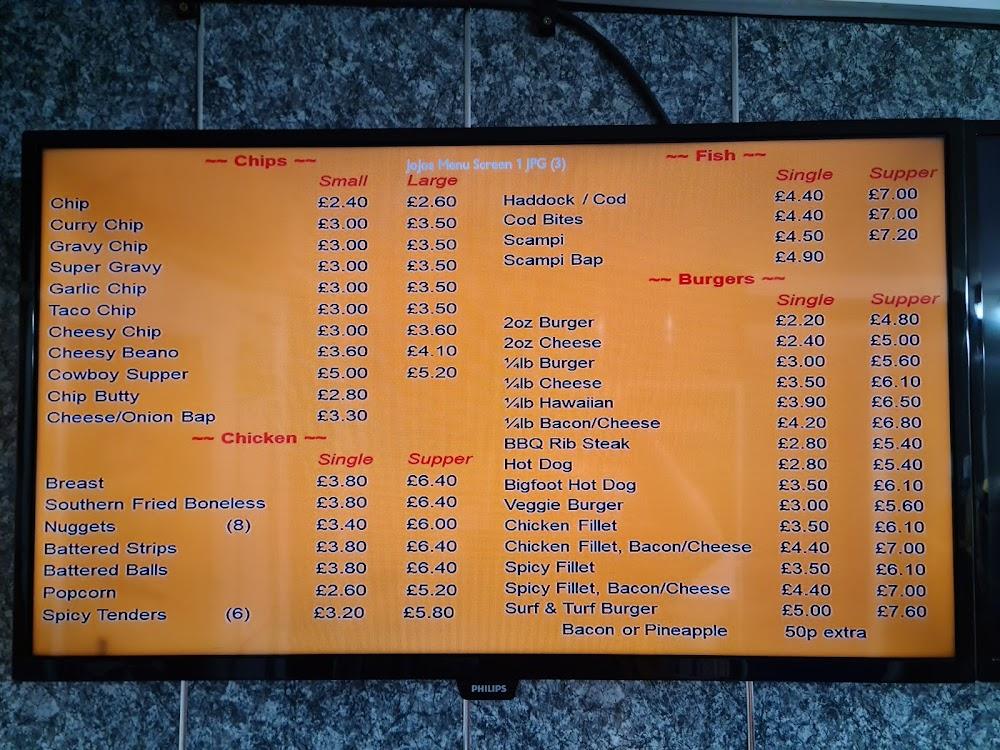 JoJos Menu Screen 1 JPG (3)
~~ Chips ~~
Small Large
Chip £2.40 £2.60
Curry Chip £3.00 £3.50
Gravy Chip £3.00 £3.50
Super Gravy £3.00 £3.50
Garlic Chip £3.00 £3.50
Taco Chip £3.00 £3.50
Cheesy Chip £3.00 £3.60
Cheesy Beano £3.60 £4.10
Cowboy Supper £5.00 £5.20
Chip Butty £2.80
Cheese/Onion Bap £3.30
~~ Chicken ~~
Single Supper
Breast £3.80 £6.40
Southern Fried Boneless £3.80 £6.40
Nuggets (8) £3.40 £6.00
Battered Strips £3.80 £6.40
Battered Balls £3.80 £6.40
Popcorn £2.60 £5.20
Spicy Tenders (6) £3.20 £5.80
~~ Fish ~~
Single Supper
Haddock / Cod £4.40 £7.00
Cod Bites £4.40 £7.00
Scampi £4.50 £7.20
Scampi Bap £4.90
~~ Burgers ~~
Single Supper
2oz Burger £2.20 £4.80
2oz Cheese £2.40 £5.00
¼lb Burger £3.00 £5.60
¼lb Cheese £3.50 £6.10
¼lb Hawaiian £3.90 £6.50
¼lb Bacon/Cheese £4.20 £6.80
BBQ Rib Steak £2.80 £5.40
Hot Dog £2.80 £5.40
Bigfoot Hot Dog £3.50 £6.10
Veggie Burger £3.00 £5.60
Chicken Fillet £3.50 £6.10
Chicken Fillet, Bacon/Cheese £4.40 £7.00
Spicy Fillet £3.50 £6.10
Spicy Fillet, Bacon/Cheese £4.40 £7.00
Surf & Turf Burger £5.00 £7.60
Bacon or Pineapple 50p extra
PHILIPS